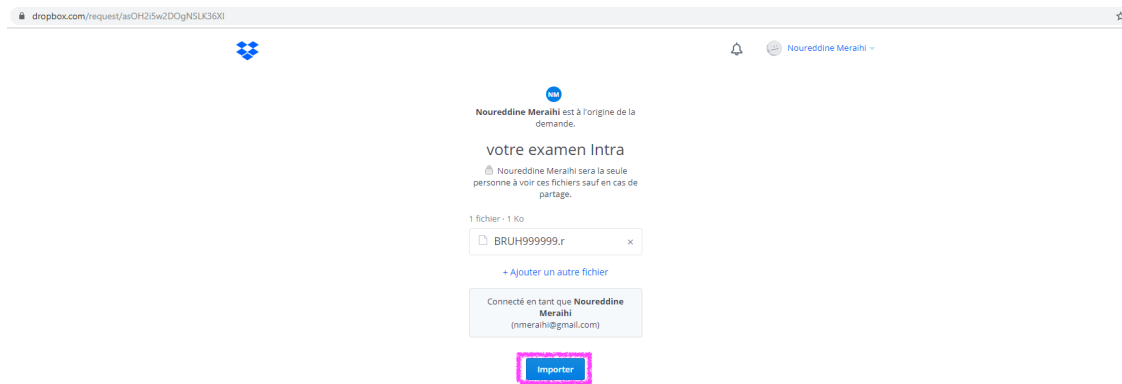 dropbox.com/request/asOH2i5w2DOgNSLK36XI
Noureddine Meraihi
NM
Noureddine Meraihi est à l'origine de la
demande.
votre examen Intra
Noureddine Meraihi sera la seule
personne à voir ces fichiers sauf en cas de
partage.
1 fichier · 1 Ko
BRUH999999.r
+ Ajouter un autre fichier
Connecté en tant que Noureddine
Meraihi
(nmeraihi@gmail.com)
Importer